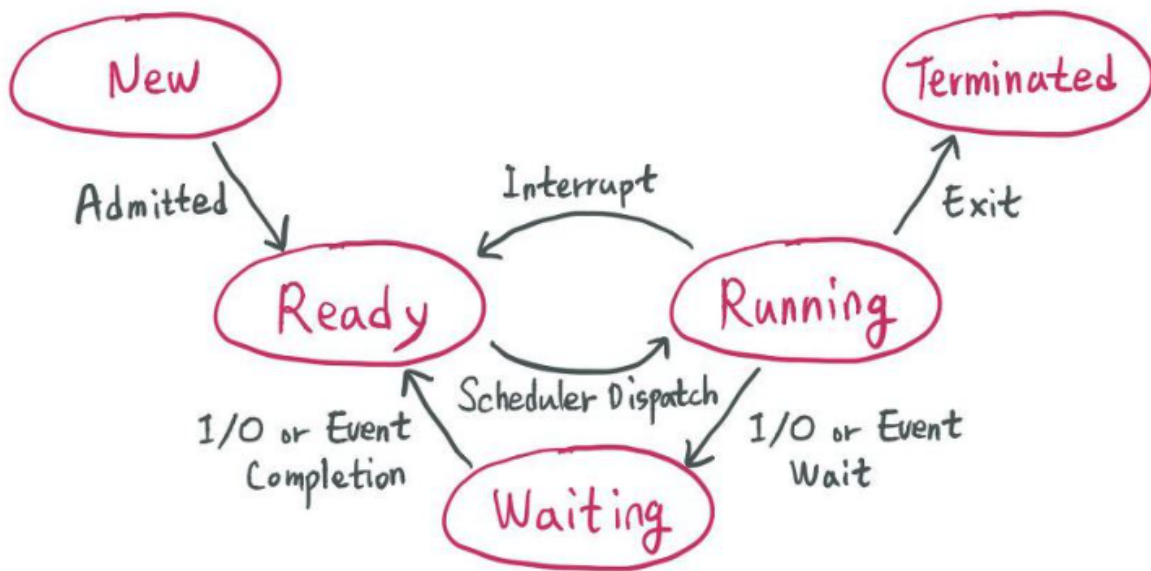 New
Terminated
Admitted
Interrupt
Exit
Ready
Running
Scheduler Dispatch
I/O or Event
Completion
I/O or Event
Wait
Waiting